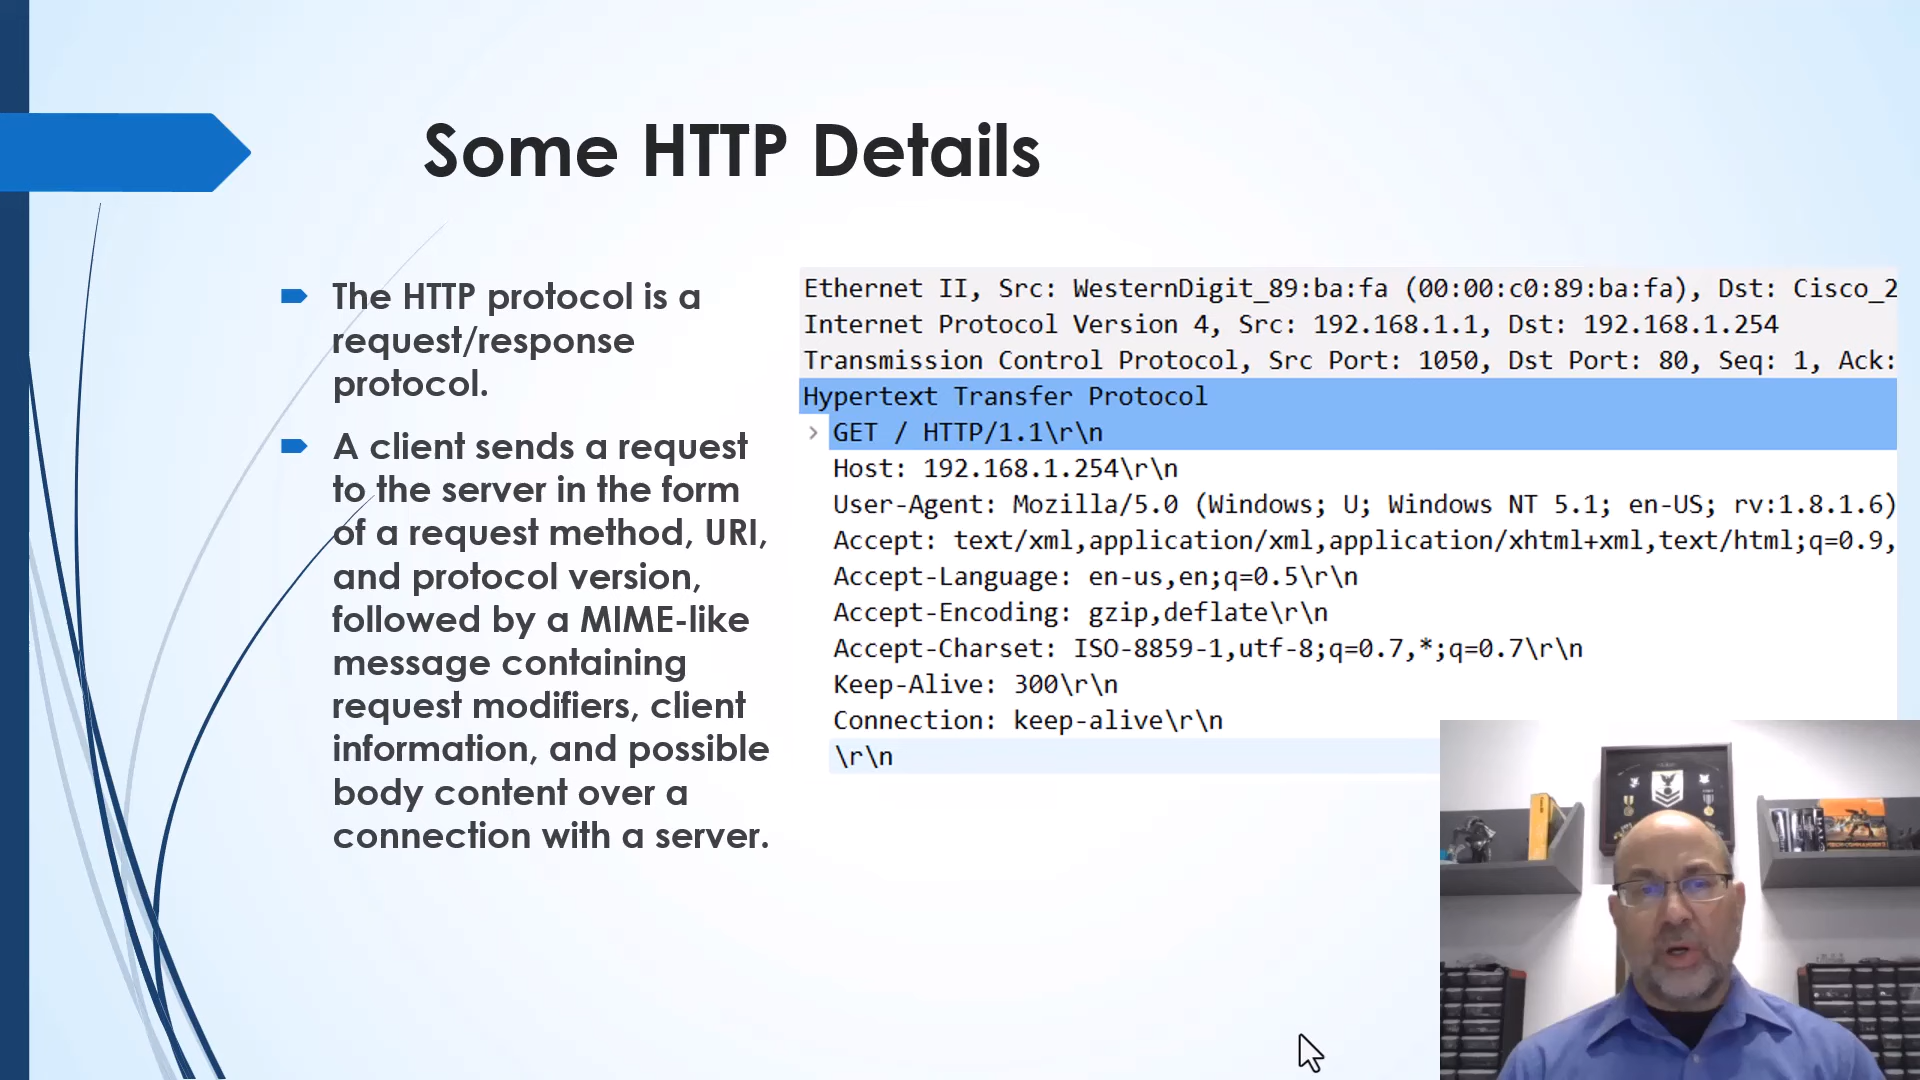 Some HTTP Details
The HTTP protocol is a
request/response
protocol.
A client sends a request
to the server in the form
of a request method, URI,
and protocol version,
followed by a MIME-like
message containing
request modifiers, client
information, and possible
body content over a
connection with a server.
Ethernet II, Src: WesternDigit_89:ba:fa (00:00:c0:89:ba:fa), Dst: Cisco_2
Internet Protocol Version 4, Src: 192.168.1.1, Dst: 192.168.1.254
Transmission Control Protocol, Src Port: 1050, Dst Port: 80, Seq: 1, Ack:
Hypertext Transfer Protocol
GET / HTTP/1.1\r\n
Host: 192.168.1.254\r\n
User-Agent: Mozilla/5.0 (Windows; U; Windows NT 5.1; en-US; rv:1.8.1.6)
Accept: text/xml,application/xml,application/xhtml+xml,text/html;q=0.9,
Accept-Language: en-us,en;q=0.5\r\n
Accept-Encoding: gzip,deflate\r\n
Accept-Charset: ISO-8859-1,utf-8;q=0.7,*;q=0.7\r\n
Keep-Alive: 300\r\n
Connection: keep-alive\r\n
\r\n